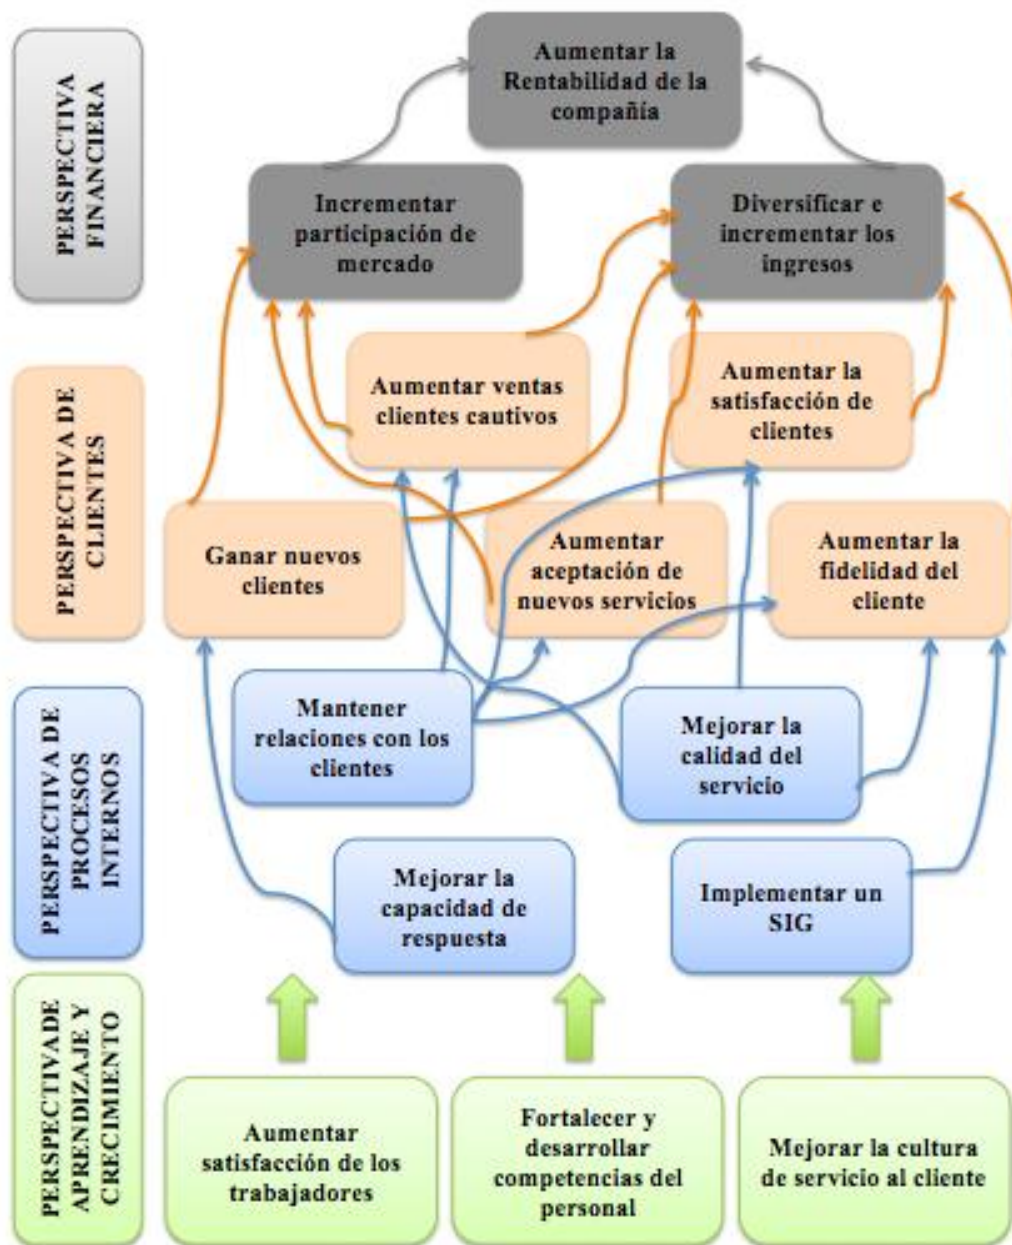 PERSPECTIVA
FINANCIERA
Aumentar la
Rentabilidad de la
compañía
Incrementar
participación de
mercado
Diversificar e
incrementar los
ingresos
PERSPECTIVA DE
CLIENTES
Aumentar ventas
clientes cautivos
Aumentar la
satisfacción de
clientes
Ganar nuevos
clientes
Aumentar
aceptación de
nuevos servicios
Aumentar la
fidelidad del
cliente
PERSPECTIVA DE
PROCESOS
INTERNOS
Mantener
relaciones con los
clientes
Mejorar la
calidad del
servicio
Mejorar la
capacidad de
respuesta
Implementar un
SIG
PERSPECTIVADE
APRENDIZAJE Y
CRECIMIENTO
Aumentar
satisfacción de los
trabajadores
Fortalecer y
desarrollar
competencias del
personal
Mejorar la cultura
de servicio al cliente